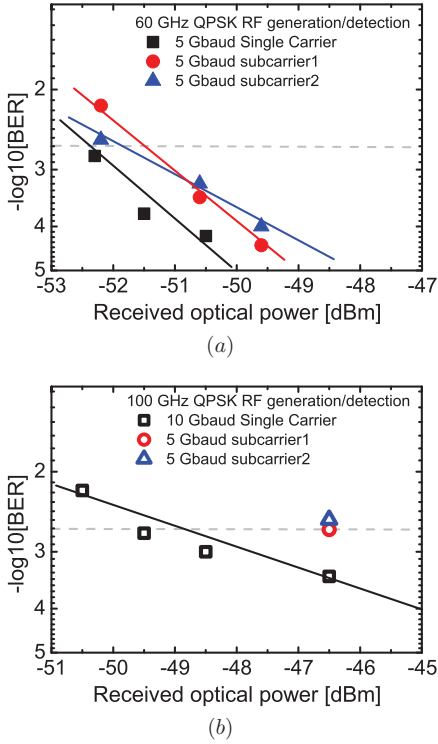 60 GHz QPSK RF generation/detection
5 Gbaud Single Carrier
5 Gbaud subcarrier1
5 Gbaud subcarrier2
-log10[BER]
2
3
4
5
-53 -52 -51 -50 -49 -48 -47
Received optical power [dBm]
(a)
100 GHz QPSK RF generation/detection
10 Gbaud Single Carrier
5 Gbaud subcarrier1
5 Gbaud subcarrier2
-log10[BER]
2
3
4
5
-51 -50 -49 -48 -47 -46 -45
Received optical power [dBm]
(b)